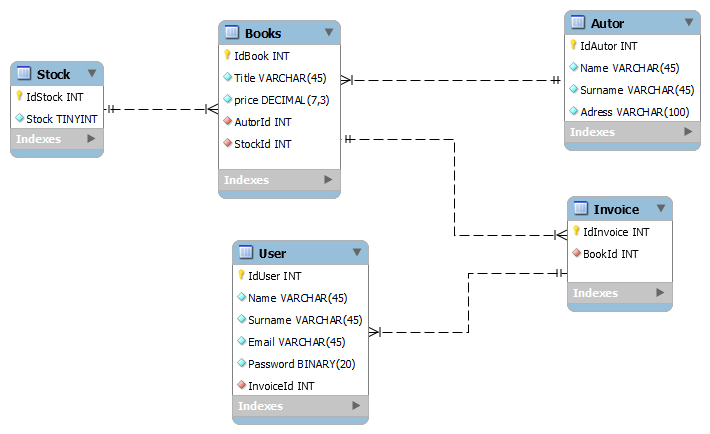 Stock
IdStock INT
Stock TINYINT
Indexes
Books
IdBook INT
Title VARCHAR(45)
price DECIMAL(7,3)
AutorId INT
StockId INT
Indexes
Autor
IdAutor INT
Name VARCHAR(45)
Surname VARCHAR(45)
Adress VARCHAR(100)
Indexes
User
IdUser INT
Name VARCHAR(45)
Surname VARCHAR(45)
Email VARCHAR(45)
Password BINARY(20)
InvoiceId INT
Indexes
Invoice
IdInvoice INT
BookId INT
Indexes